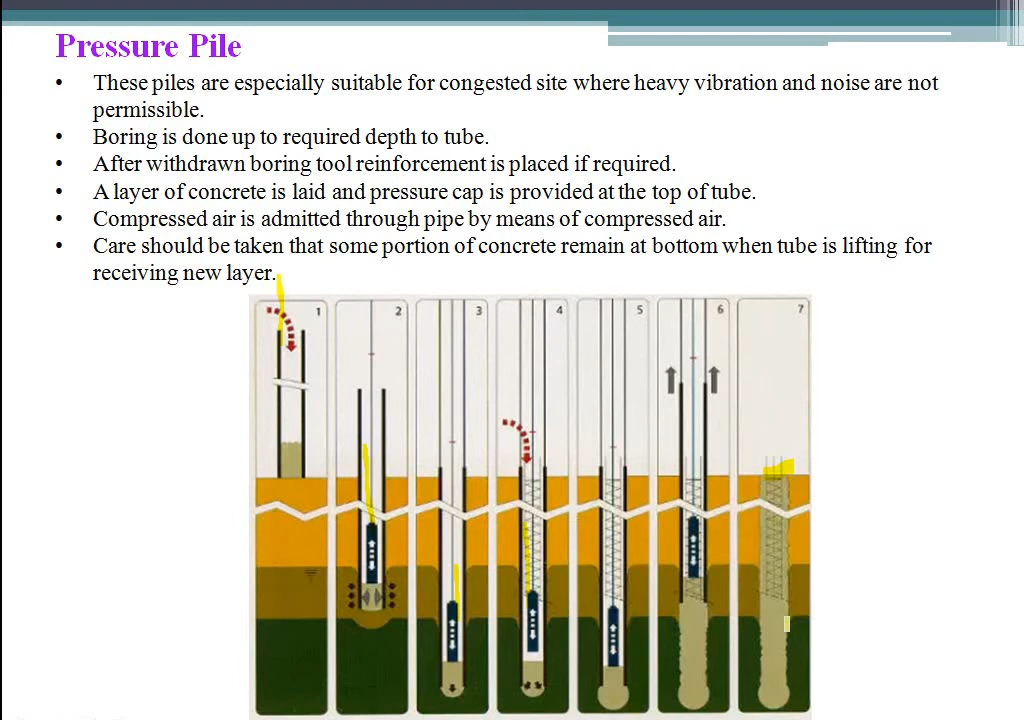 Pressure Pile
• These piles are especially suitable for congested site where heavy vibration and noise are not
permissible.
• Boring is done up to required depth to tube.
• After withdrawn boring tool reinforcement is placed if required.
• A layer of concrete is laid and pressure cap is provided at the top of tube.
• Compressed air is admitted through pipe by means of compressed air.
• Care should be taken that some portion of concrete remain at bottom when tube is lifting for
receiving new layer.
1 2 3 4 5 6 7